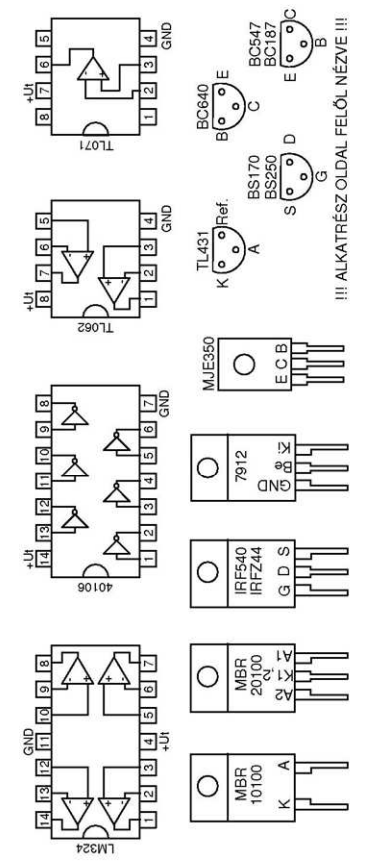 GND
14 13 12 11 10 9 8
LM324
1 2 3 4 5 6 7
+Ut
+Ut
14 13 12 11 10 9 8
40106
1 2 3 4 5 6 7
GND
+Ut
8 7 6 5
TL062
1 2 3 4
GND
+Ut
8 7 6 5
TL071
1 2 3 4
GND
MBR
10100
K A
MBR
20100
A2 K1,2 A1
IRF540
IRFZ44
G D S
7912
GND Be Ki
MJE350
E C B
TL431
K Ref.
A
BC640
B E
C
BS170
BS250
S D
G
BC547
BC187
E C
B
!!! ALKATRÉSZ OLDAL FELŐL NÉZVE !!!